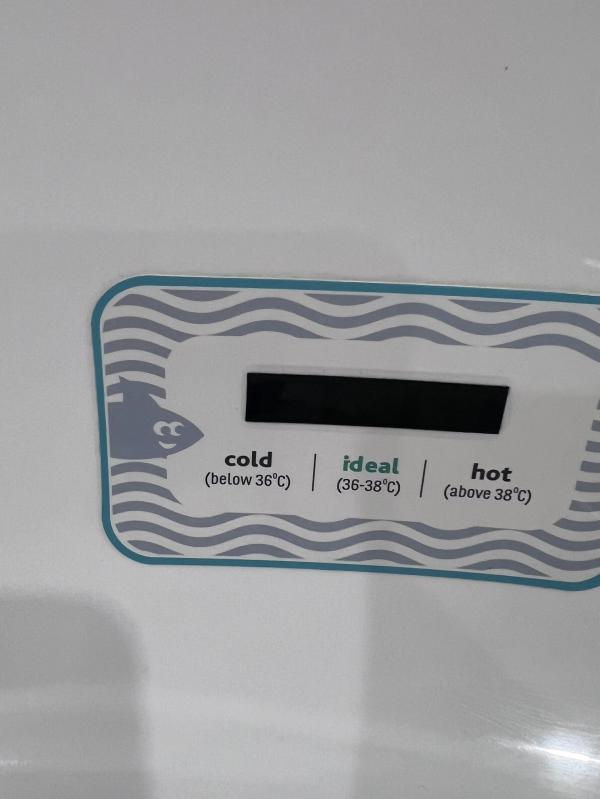 cold | ideal | hot
(below 36°C) (36-38°C) (above 38°C)